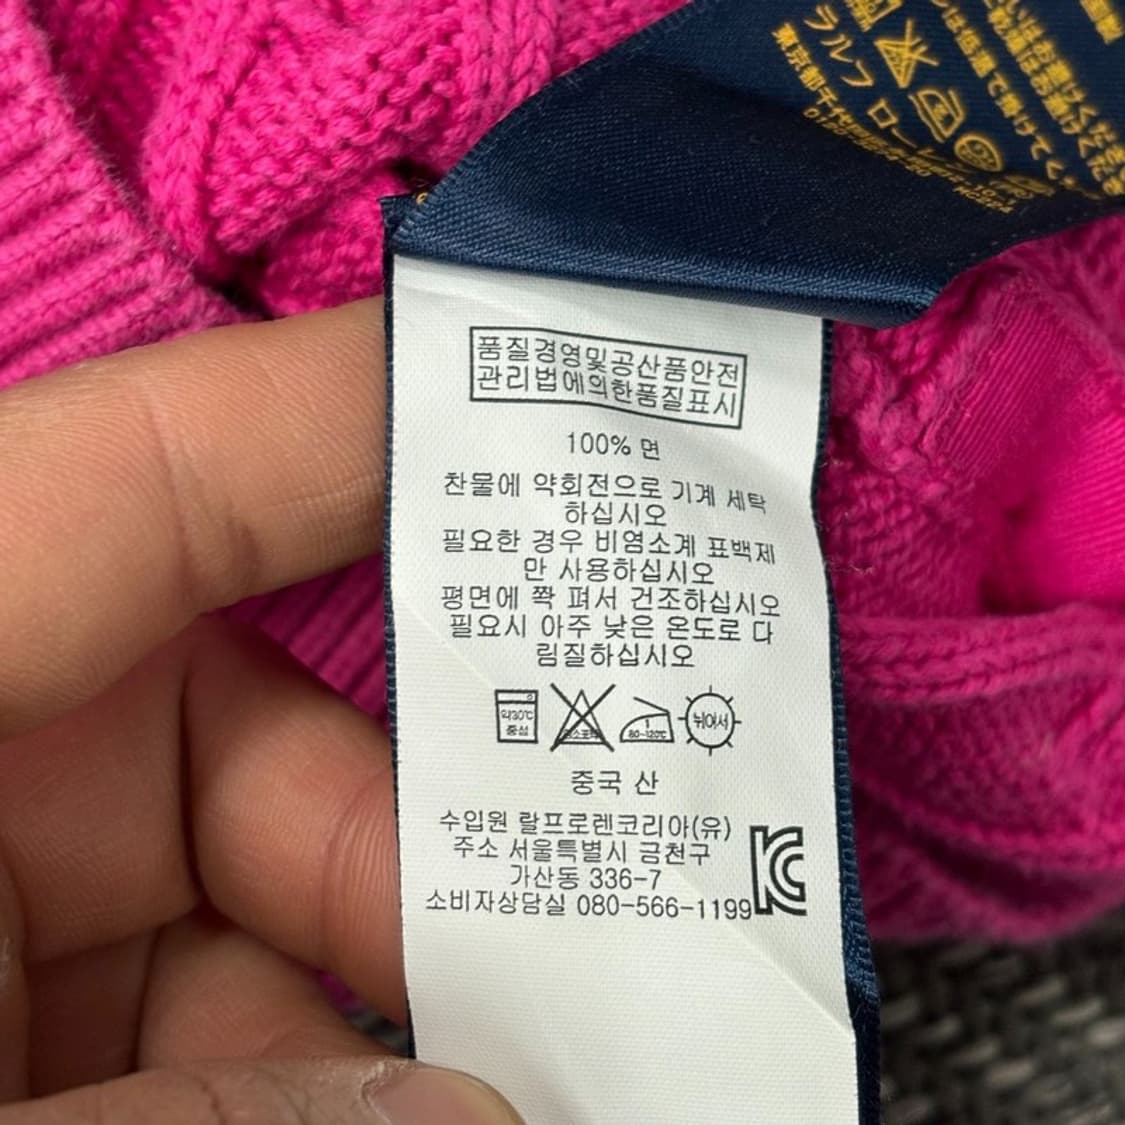 ラルフ ローレン
품질경영및공산품안전
관리법에의한품질표시
100% 면
찬물에 약회전으로 기계 세탁
하십시오
필요한 경우 비염소계 표백제
만 사용하십시오
평면에 쫙 펴서 건조하십시오
필요시 아주 낮은 온도로 다
림질하십시오
약30℃
중성
80~120℃
뉘어서
중국 산
수입원 랄프로렌코리아(유)
주소 서울특별시 금천구
가산동 336-7
소비자상담실 080-566-1199